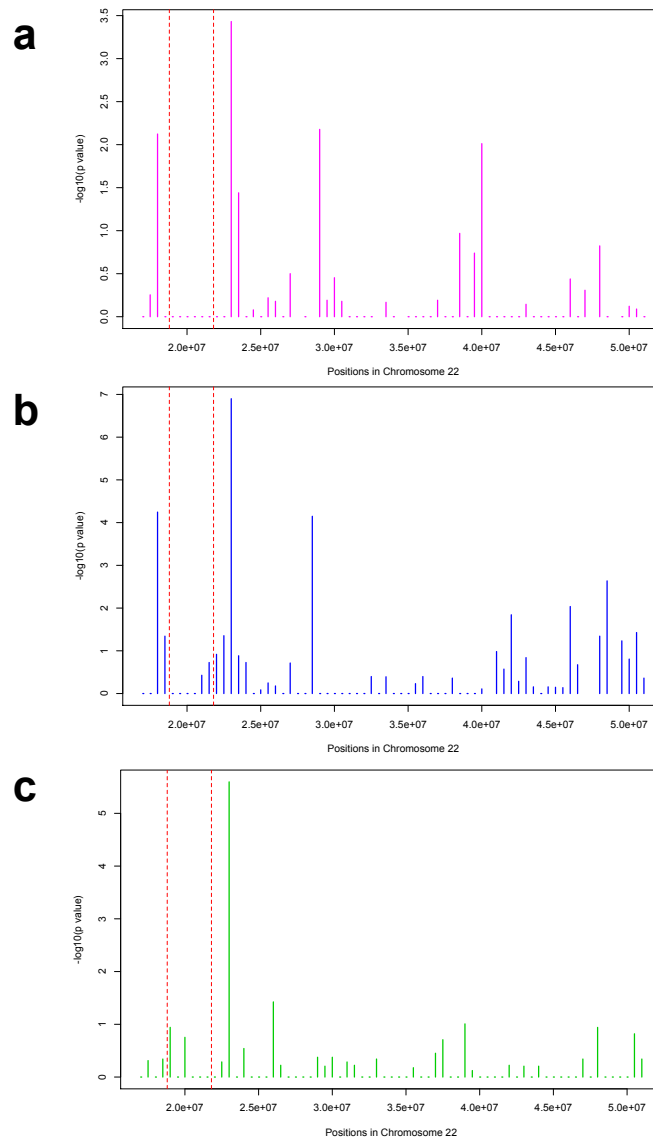 a
3.5
3.0
2.5
2.0
1.5
1.0
0.5
0.0
-log10(p value)
2.0e+07 2.5e+07 3.0e+07 3.5e+07 4.0e+07 4.5e+07 5.0e+07
Positions in Chromosome 22
b
7
6
5
4
3
2
1
0
-log10(p value)
2.0e+07 2.5e+07 3.0e+07 3.5e+07 4.0e+07 4.5e+07 5.0e+07
Positions in Chromosome 22
c
5
4
3
2
1
0
-log10(p value)
2.0e+07 2.5e+07 3.0e+07 3.5e+07 4.0e+07 4.5e+07 5.0e+07
Positions in Chromosome 22